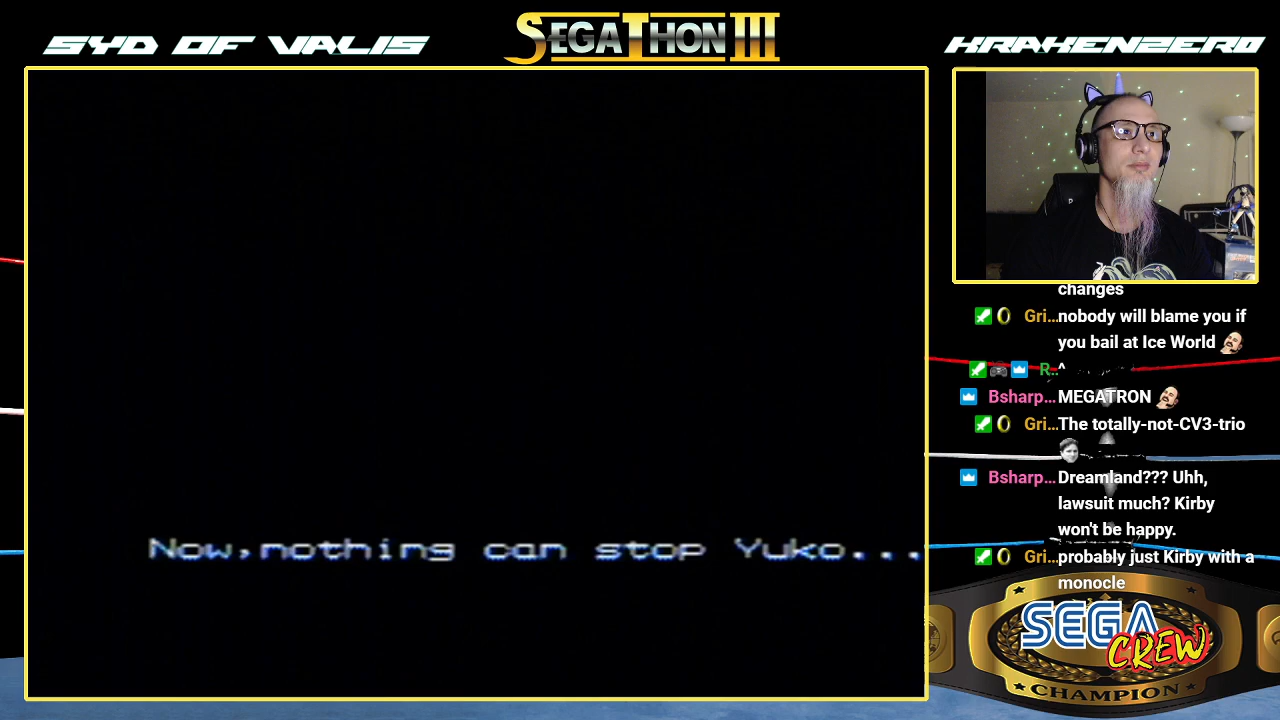 SYD OF VALIS
SEGATHON III
KRAKENZERO
changes
Gri...nobody will blame you if
you bail at Ice World
R..^
Bsharp...MEGATRON
Gri...The totally-not-CV3-trio
Bsharp...Dreamland??? Uhh,
lawsuit much? Kirby
won't be happy.
Gri...probably just Kirby with a
monocle
Now,nothing can stop Yuko...
SEGA
CREW
CHAMPION